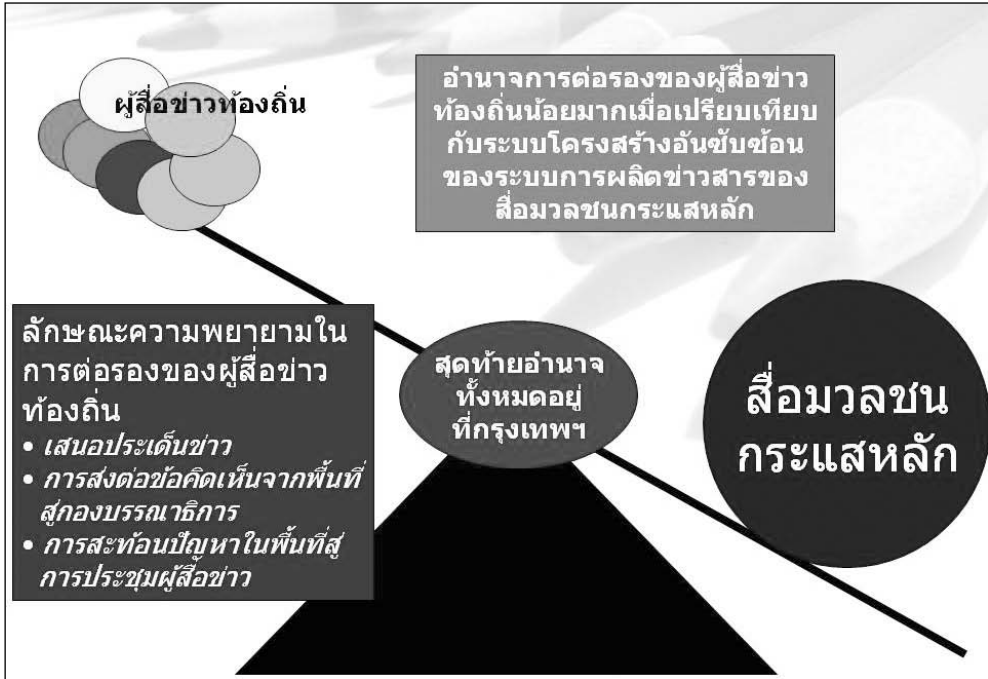 ผู้สื่อข่าวท้องถิ่น
อำนาจการต่อรองของผู้สื่อข่าว
ท้องถิ่นน้อยมากเมื่อเปรียบเทียบ
กับระบบโครงสร้างอันซับซ้อน
ของระบบการผลิตข่าวสารของ
สื่อมวลชนกระแสหลัก
ลักษณะความพยายามใน
การต่อรองของผู้สื่อข่าว
ท้องถิ่น
• เสนอประเด็นข่าว
• การส่งต่อข้อคิดเห็นจากพื้นที่
สู่กองบรรณาธิการ
• การสะท้อนปัญหาในพื้นที่สู่
การประชุมผู้สื่อข่าว
สุดท้ายอำนาจ
ทั้งหมดอยู่
ที่กรุงเทพฯ
สื่อมวลชน
กระแสหลัก